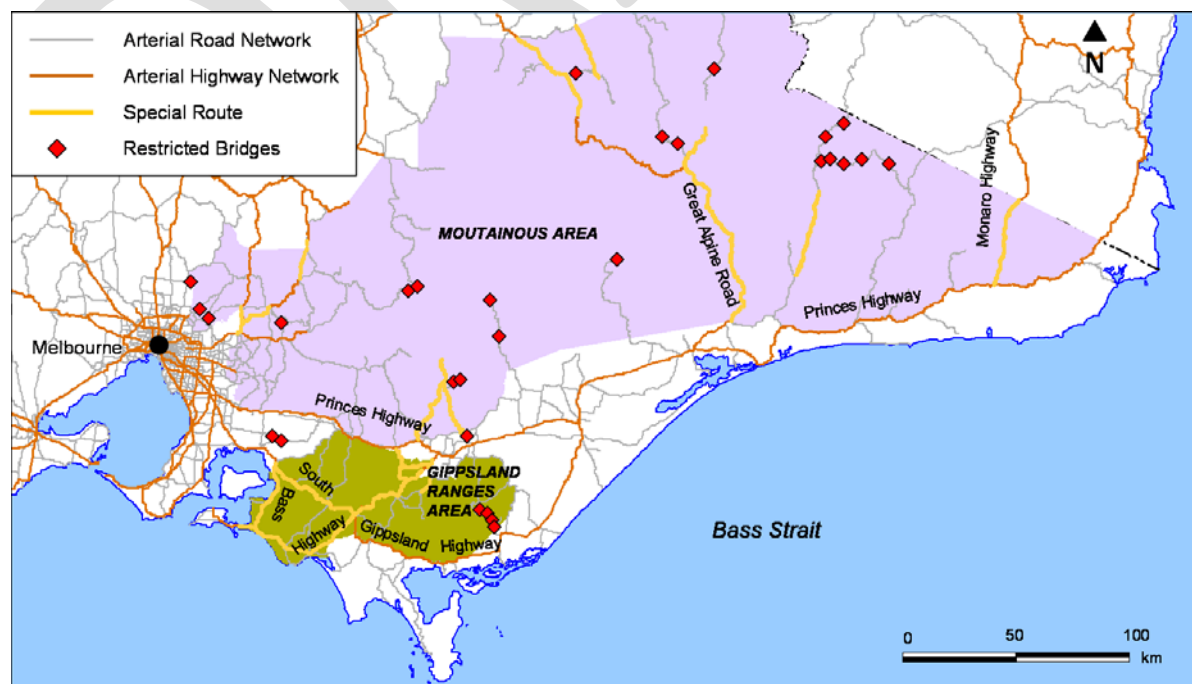 Arterial Road Network
Arterial Highway Network
Special Route
Restricted Bridges
N
MOUTAINOUS AREA
Great Alpine Road
Monaro Highway
Princes Highway
Melbourne
Princes Highway
GIPPSLAND
RANGES
AREA
South
Gippsland Highway
Bass
Highway
Bass Strait
0 50 100
km